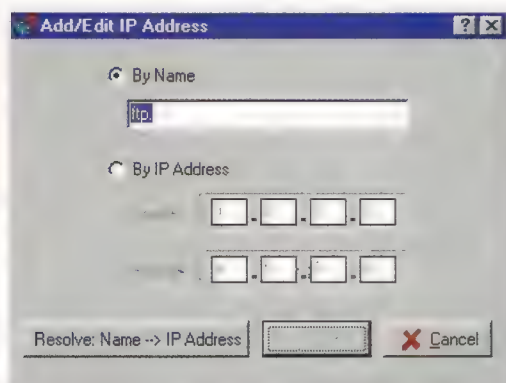 Add/Edit IP Address
By Name
ftp.
By IP Address
Resolve: Name --> IP Address
Cancel